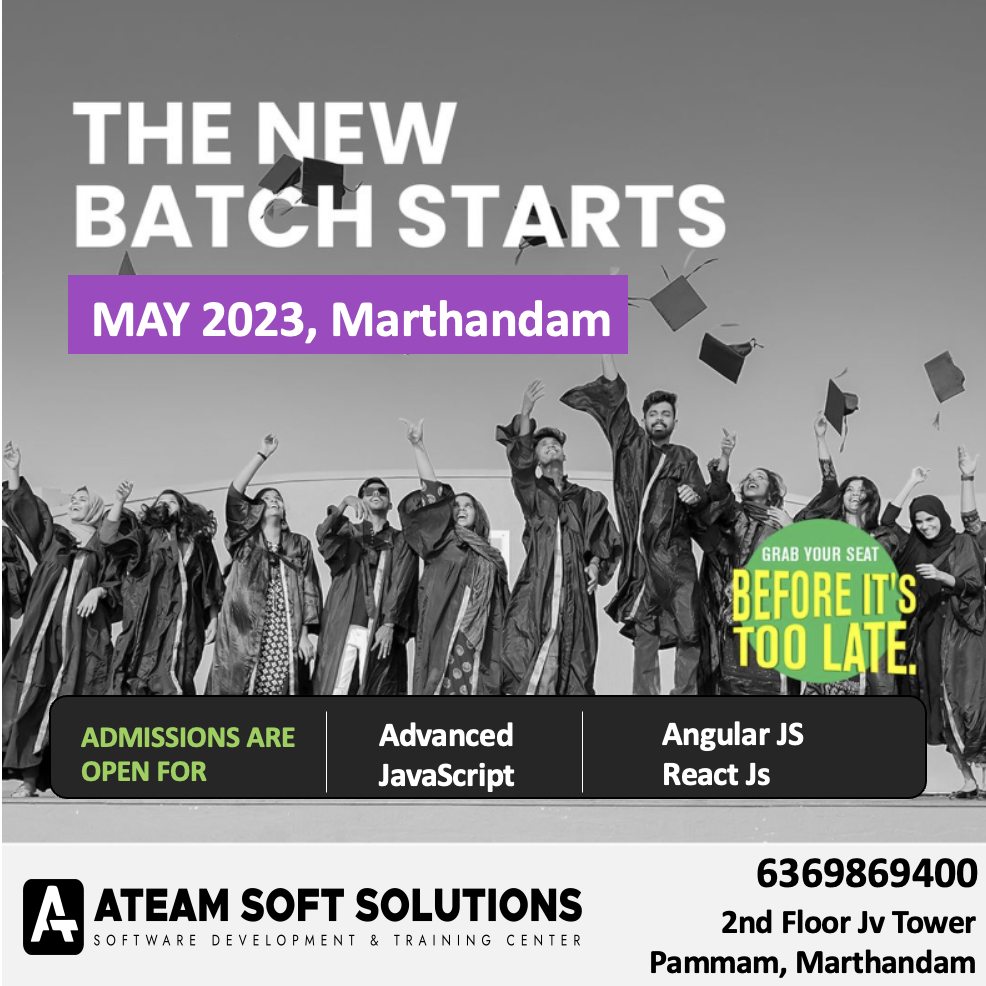 THE NEW
BATCH STARTS
MAY 2023, Marthandam
GRAB YOUR SEAT
BEFORE IT'S
TOO LATE.
ADMISSIONS ARE
OPEN FOR
Advanced
JavaScript
Angular JS
React Js
ATEAM SOFT SOLUTIONS
SOFTWARE DEVELOPMENT & TRAINING CENTER
6369869400
2nd Floor Jv Tower
Pammam, Marthandam